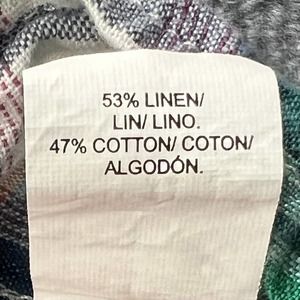 53% LINEN/
LIN/ LINO.
47% COTTON/ COTON/
ALGODÓN.